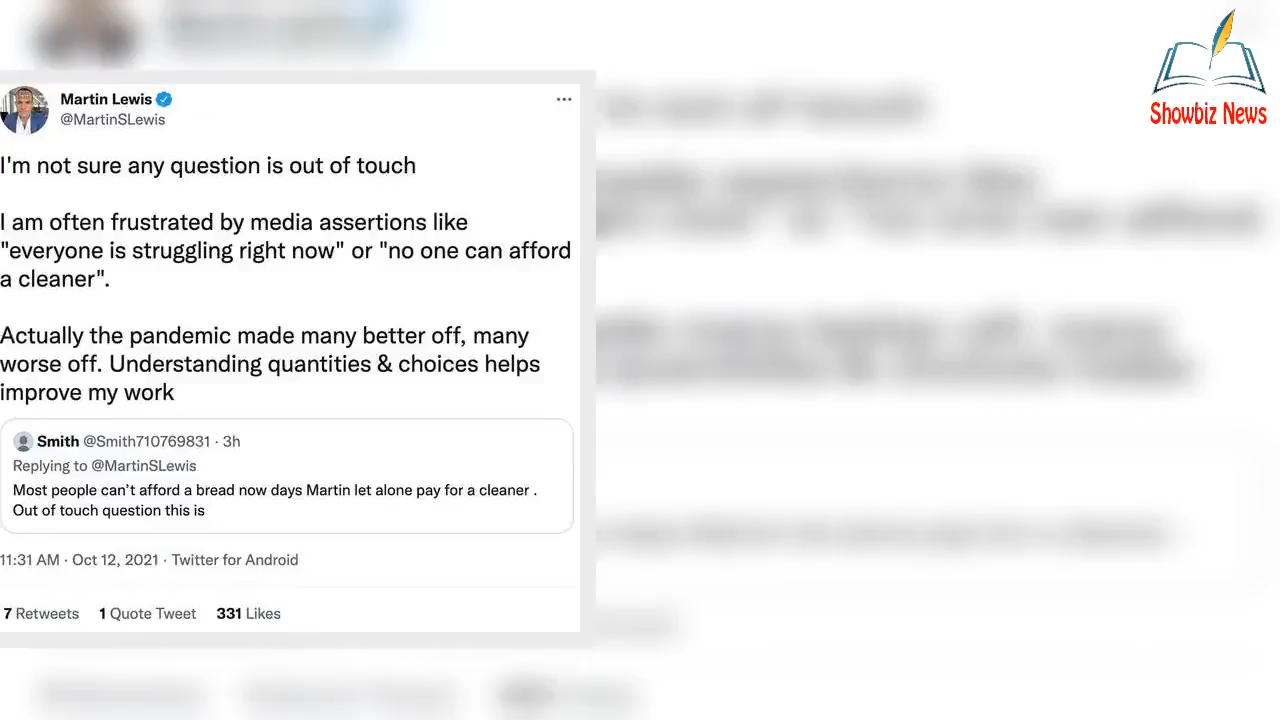 Showbiz News
Martin Lewis
@MartinSLewis
I'm not sure any question is out of touch
I am often frustrated by media assertions like
"everyone is struggling right now" or "no one can afford
a cleaner".
Actually the pandemic made many better off, many
worse off. Understanding quantities & choices helps
improve my work
Smith @Smith710769831 · 3h
Replying to @MartinSLewis
Most people can’t afford a bread now days Martin let alone pay for a cleaner .
Out of touch question this is
11:31 AM · Oct 12, 2021 · Twitter for Android
7 Retweets 1 Quote Tweet 331 Likes